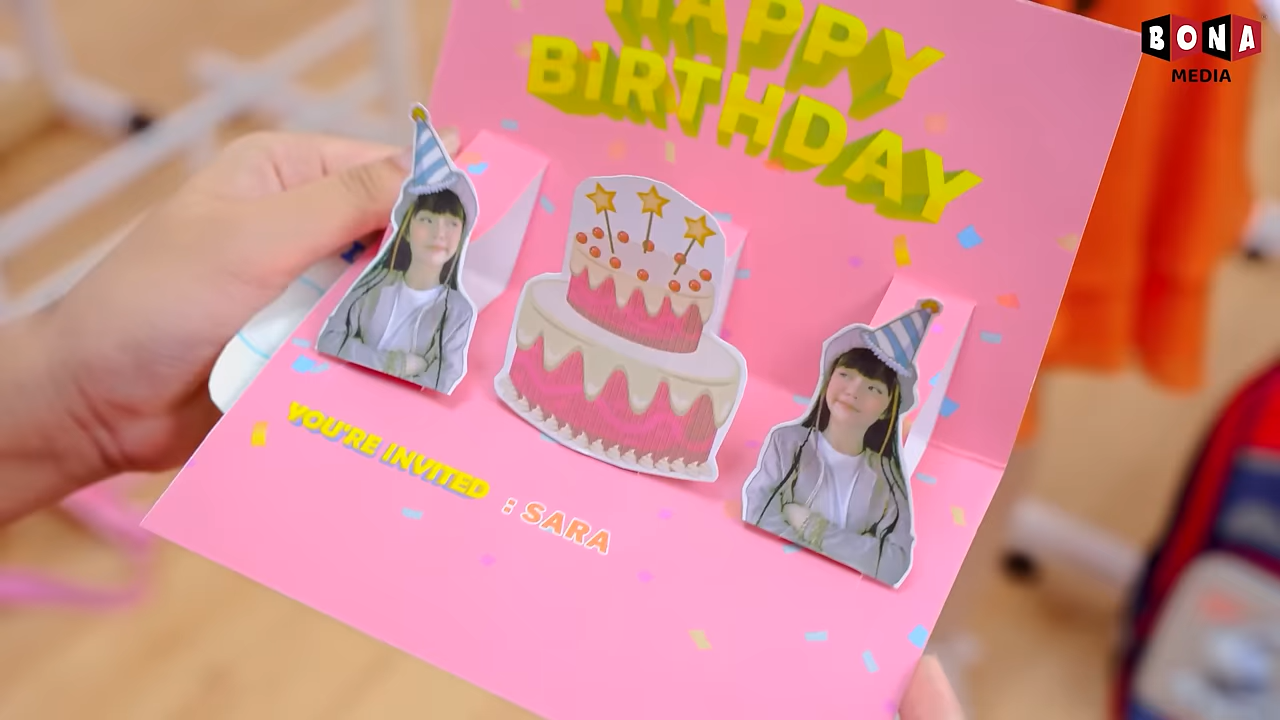 BONA
MEDIA
HAPPY
BIRTHDAY
YOU'RE INVITED : SARA